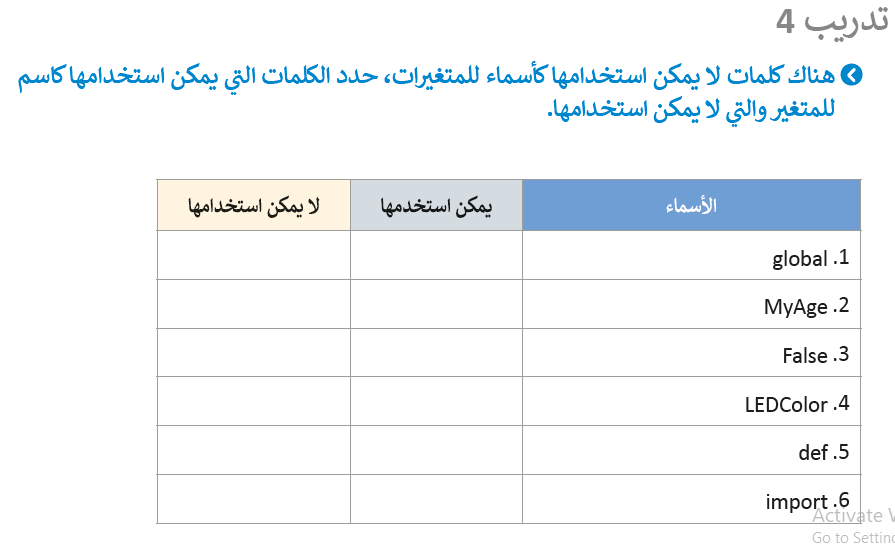 تدريب 4
هناك كلمات لا يمكن استخدامها كأسماء للمتغيرات، حدد الكلمات التي يمكن استخدامها كاسم
للمتغير والتي لا يمكن استخدامها.
الأسماء يمكن استخدمها لا يمكن استخدامها
1. global
2. MyAge
3. False
4. LEDColor
5. def
6. import
Activate
Go to Settin